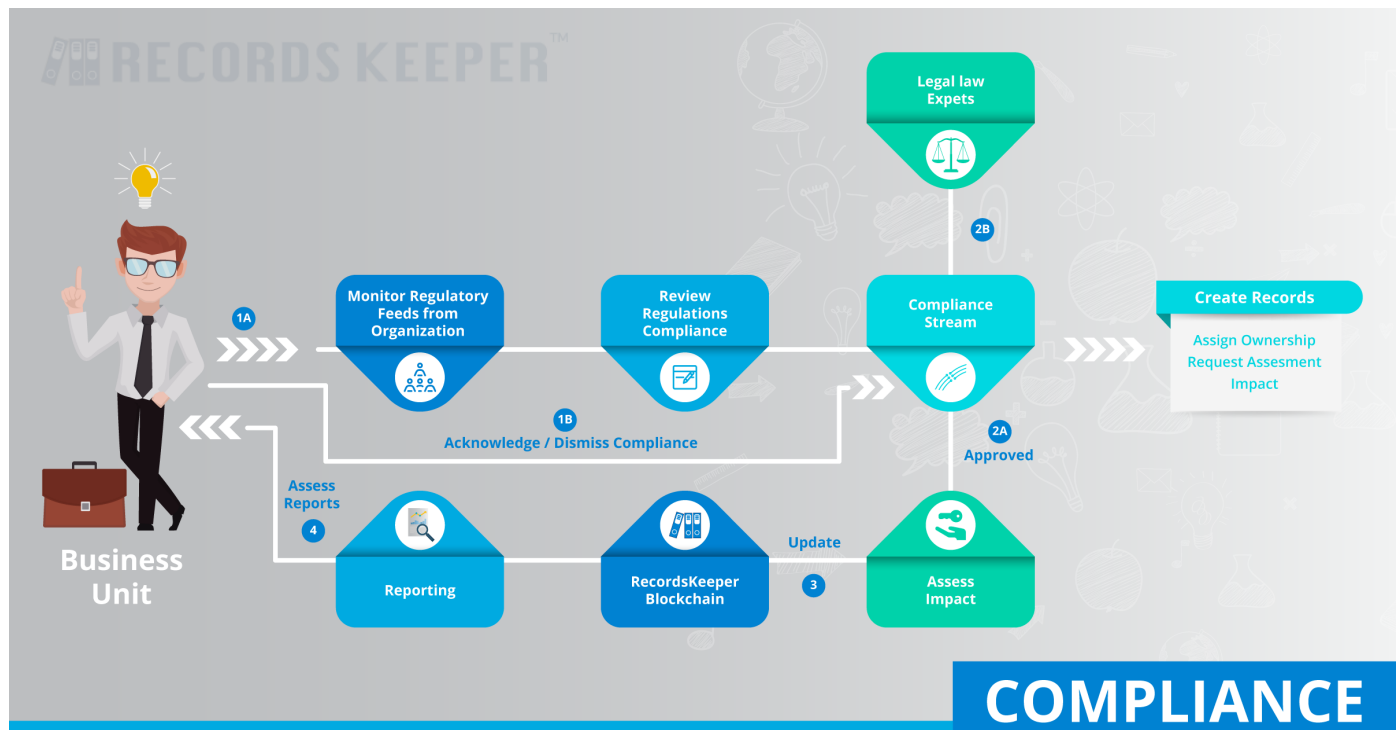 RECORDS KEEPER™
Legal law
Expets
2B
1A
Monitor Regulatory
Feeds from
Organization
Review
Regulations
Compliance
Compliance
Stream
Create Records
Assign Ownership
Request Assesment
Impact
1B
Acknowledge / Dismiss Compliance
2A
Approved
Assess
Reports
4
Reporting
RecordsKeeper
Blockchain
Update
3
Assess
Impact
Business
Unit
COMPLIANCE